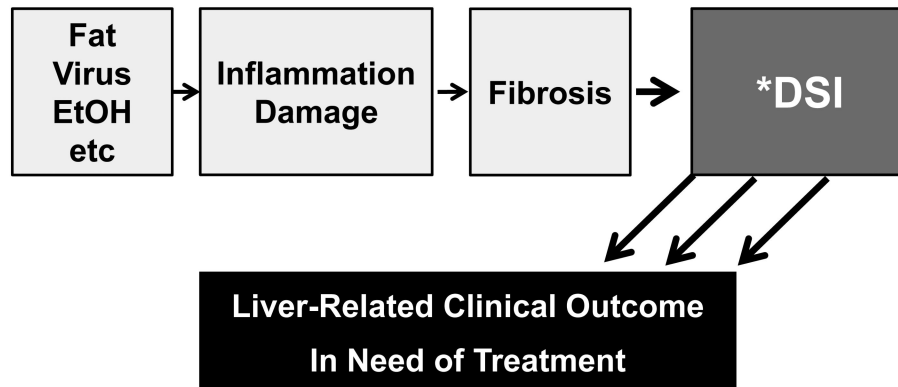 Fat
Virus
EtOH
etc
Inflammation
Damage
Fibrosis
*DSI
Liver-Related Clinical Outcome
In Need of Treatment